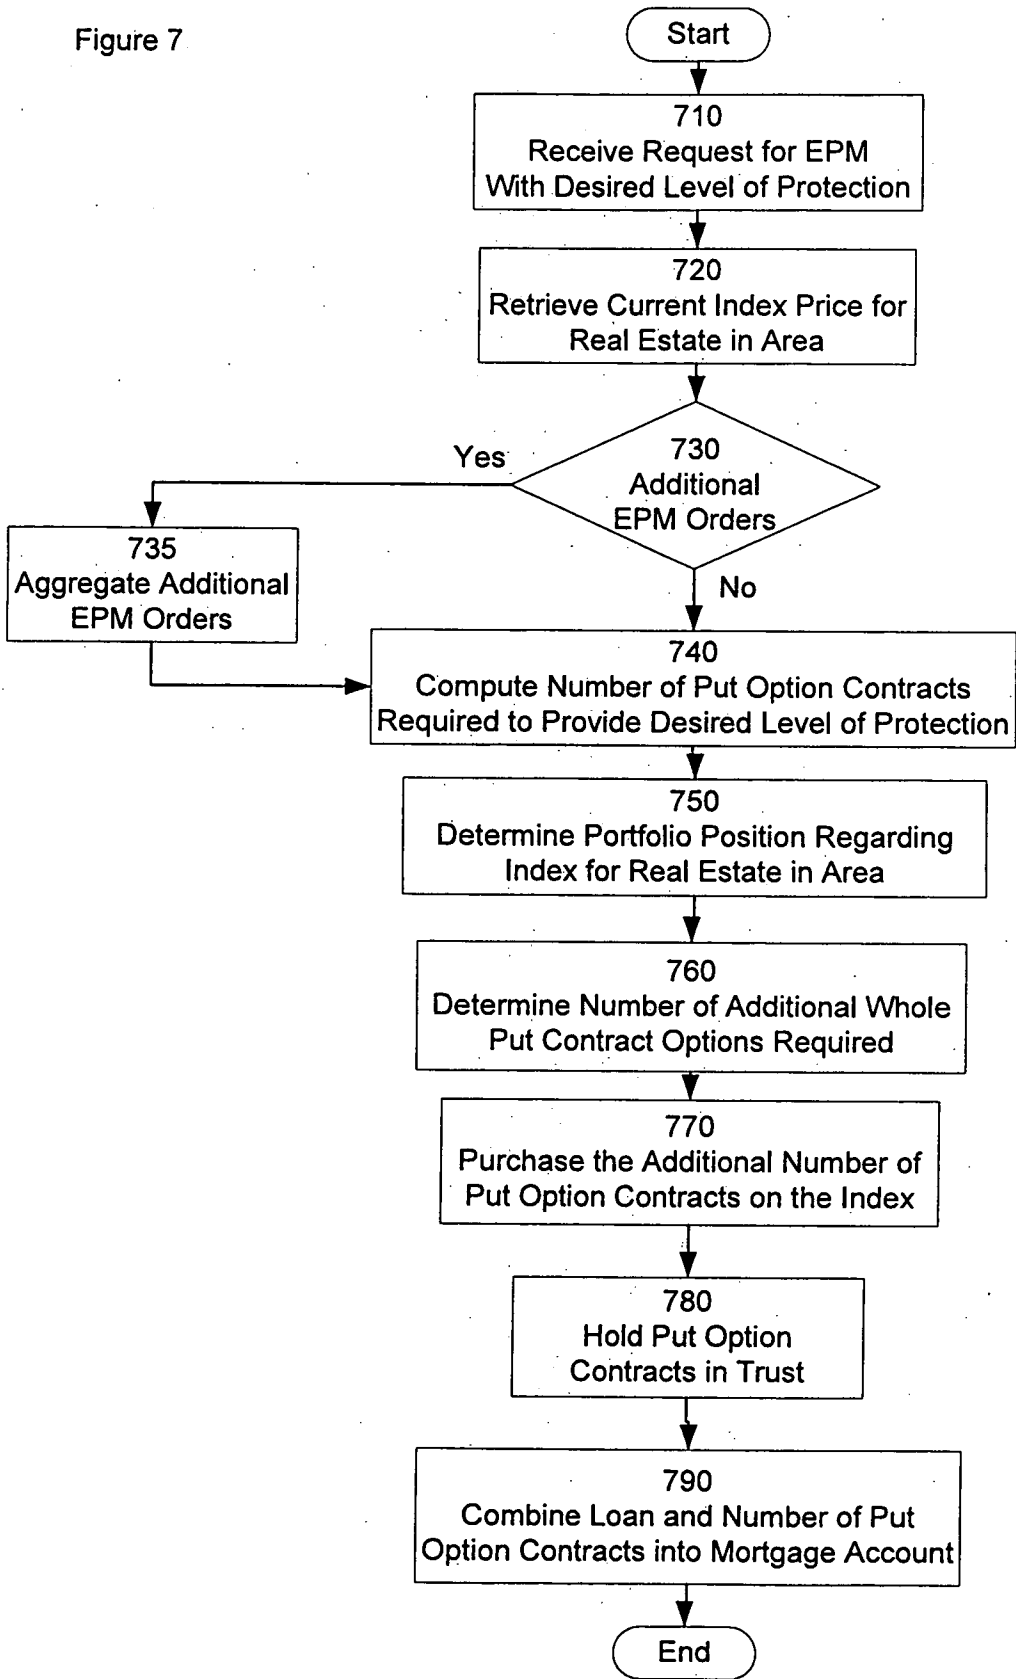 Figure 7
Start
710
Receive Request for EPM
With Desired Level of Protection
720
Retrieve Current Index Price for
Real Estate in Area
730
Additional
EPM Orders
Yes
No
735
Aggregate Additional
EPM Orders
740
Compute Number of Put Option Contracts
Required to Provide Desired Level of Protection
750
Determine Portfolio Position Regarding
Index for Real Estate in Area
760
Determine Number of Additional Whole
Put Contract Options Required
770
Purchase the Additional Number of
Put Option Contracts on the Index
780
Hold Put Option
Contracts in Trust
790
Combine Loan and Number of Put
Option Contracts into Mortgage Account
End